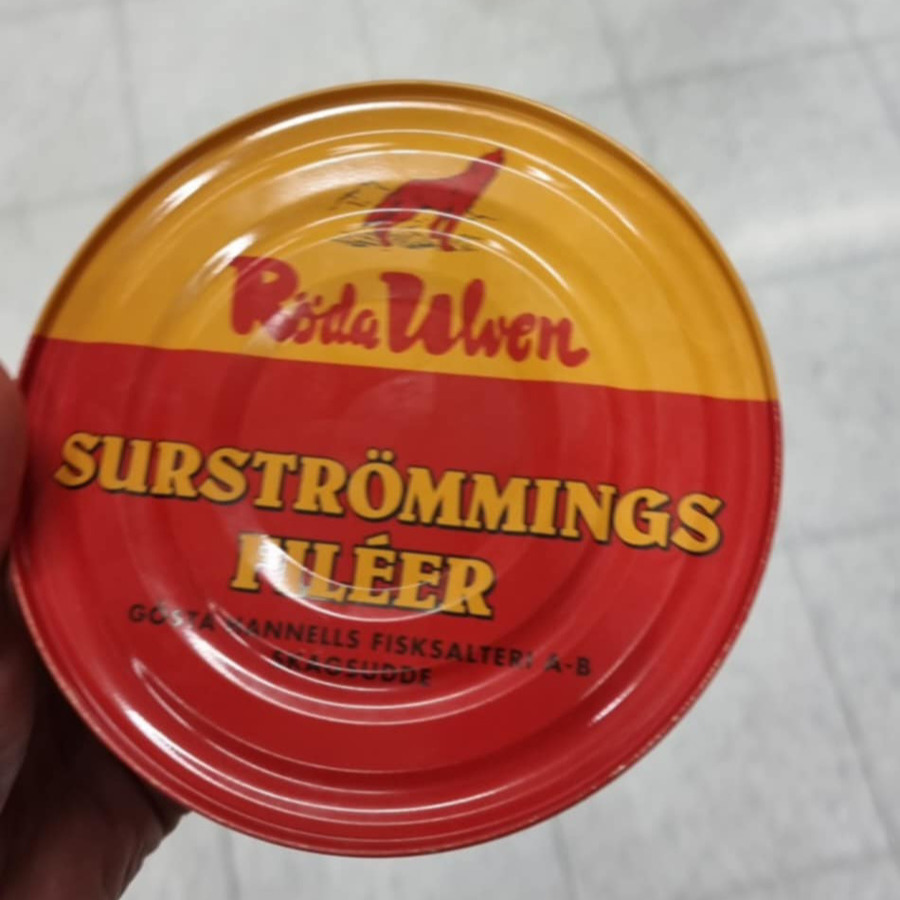 Röda Ulven
SURSTRÖMMINGS
FILÉER
GÖSTA HANNELLS FISKSALTERI A-B
SKAGSUDDE